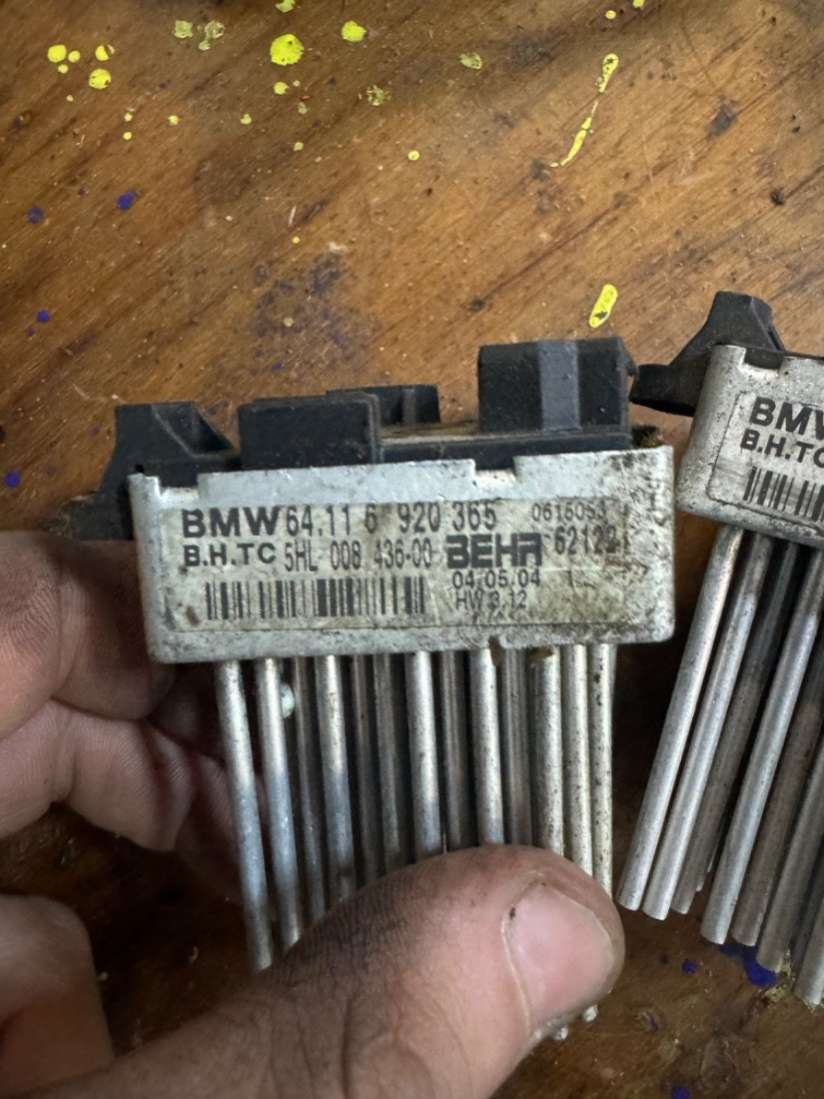 BMW 64.11 6 920 365 0616053
B.H.TC 5HL 008 436-00 BEHR
04.05.04
HW 3.12
BMW
B.H.TC